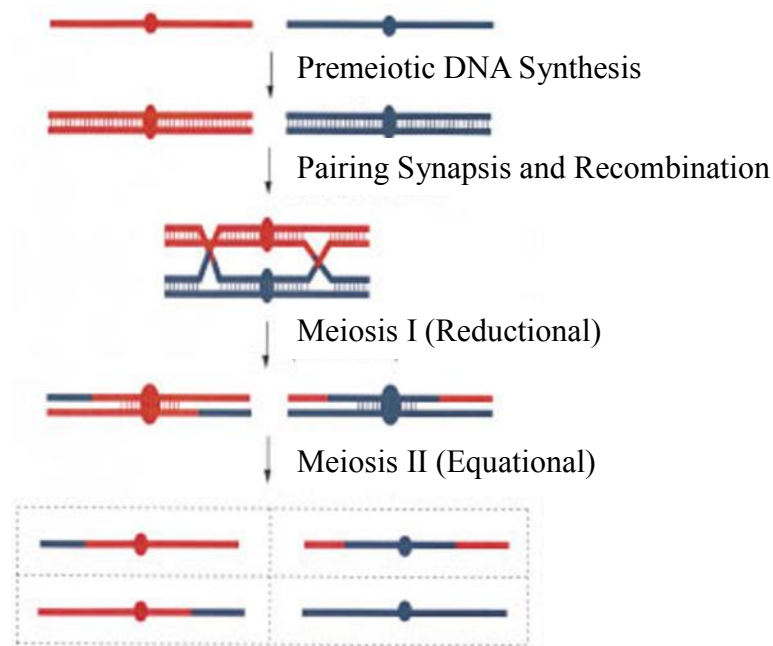 Premeiotic DNA Synthesis
Pairing Synapsis and Recombination
Meiosis I (Reductional)
Meiosis II (Equational)